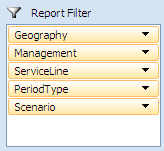 Report Filter
Geography
Management
ServiceLine
PeriodType
Scenario